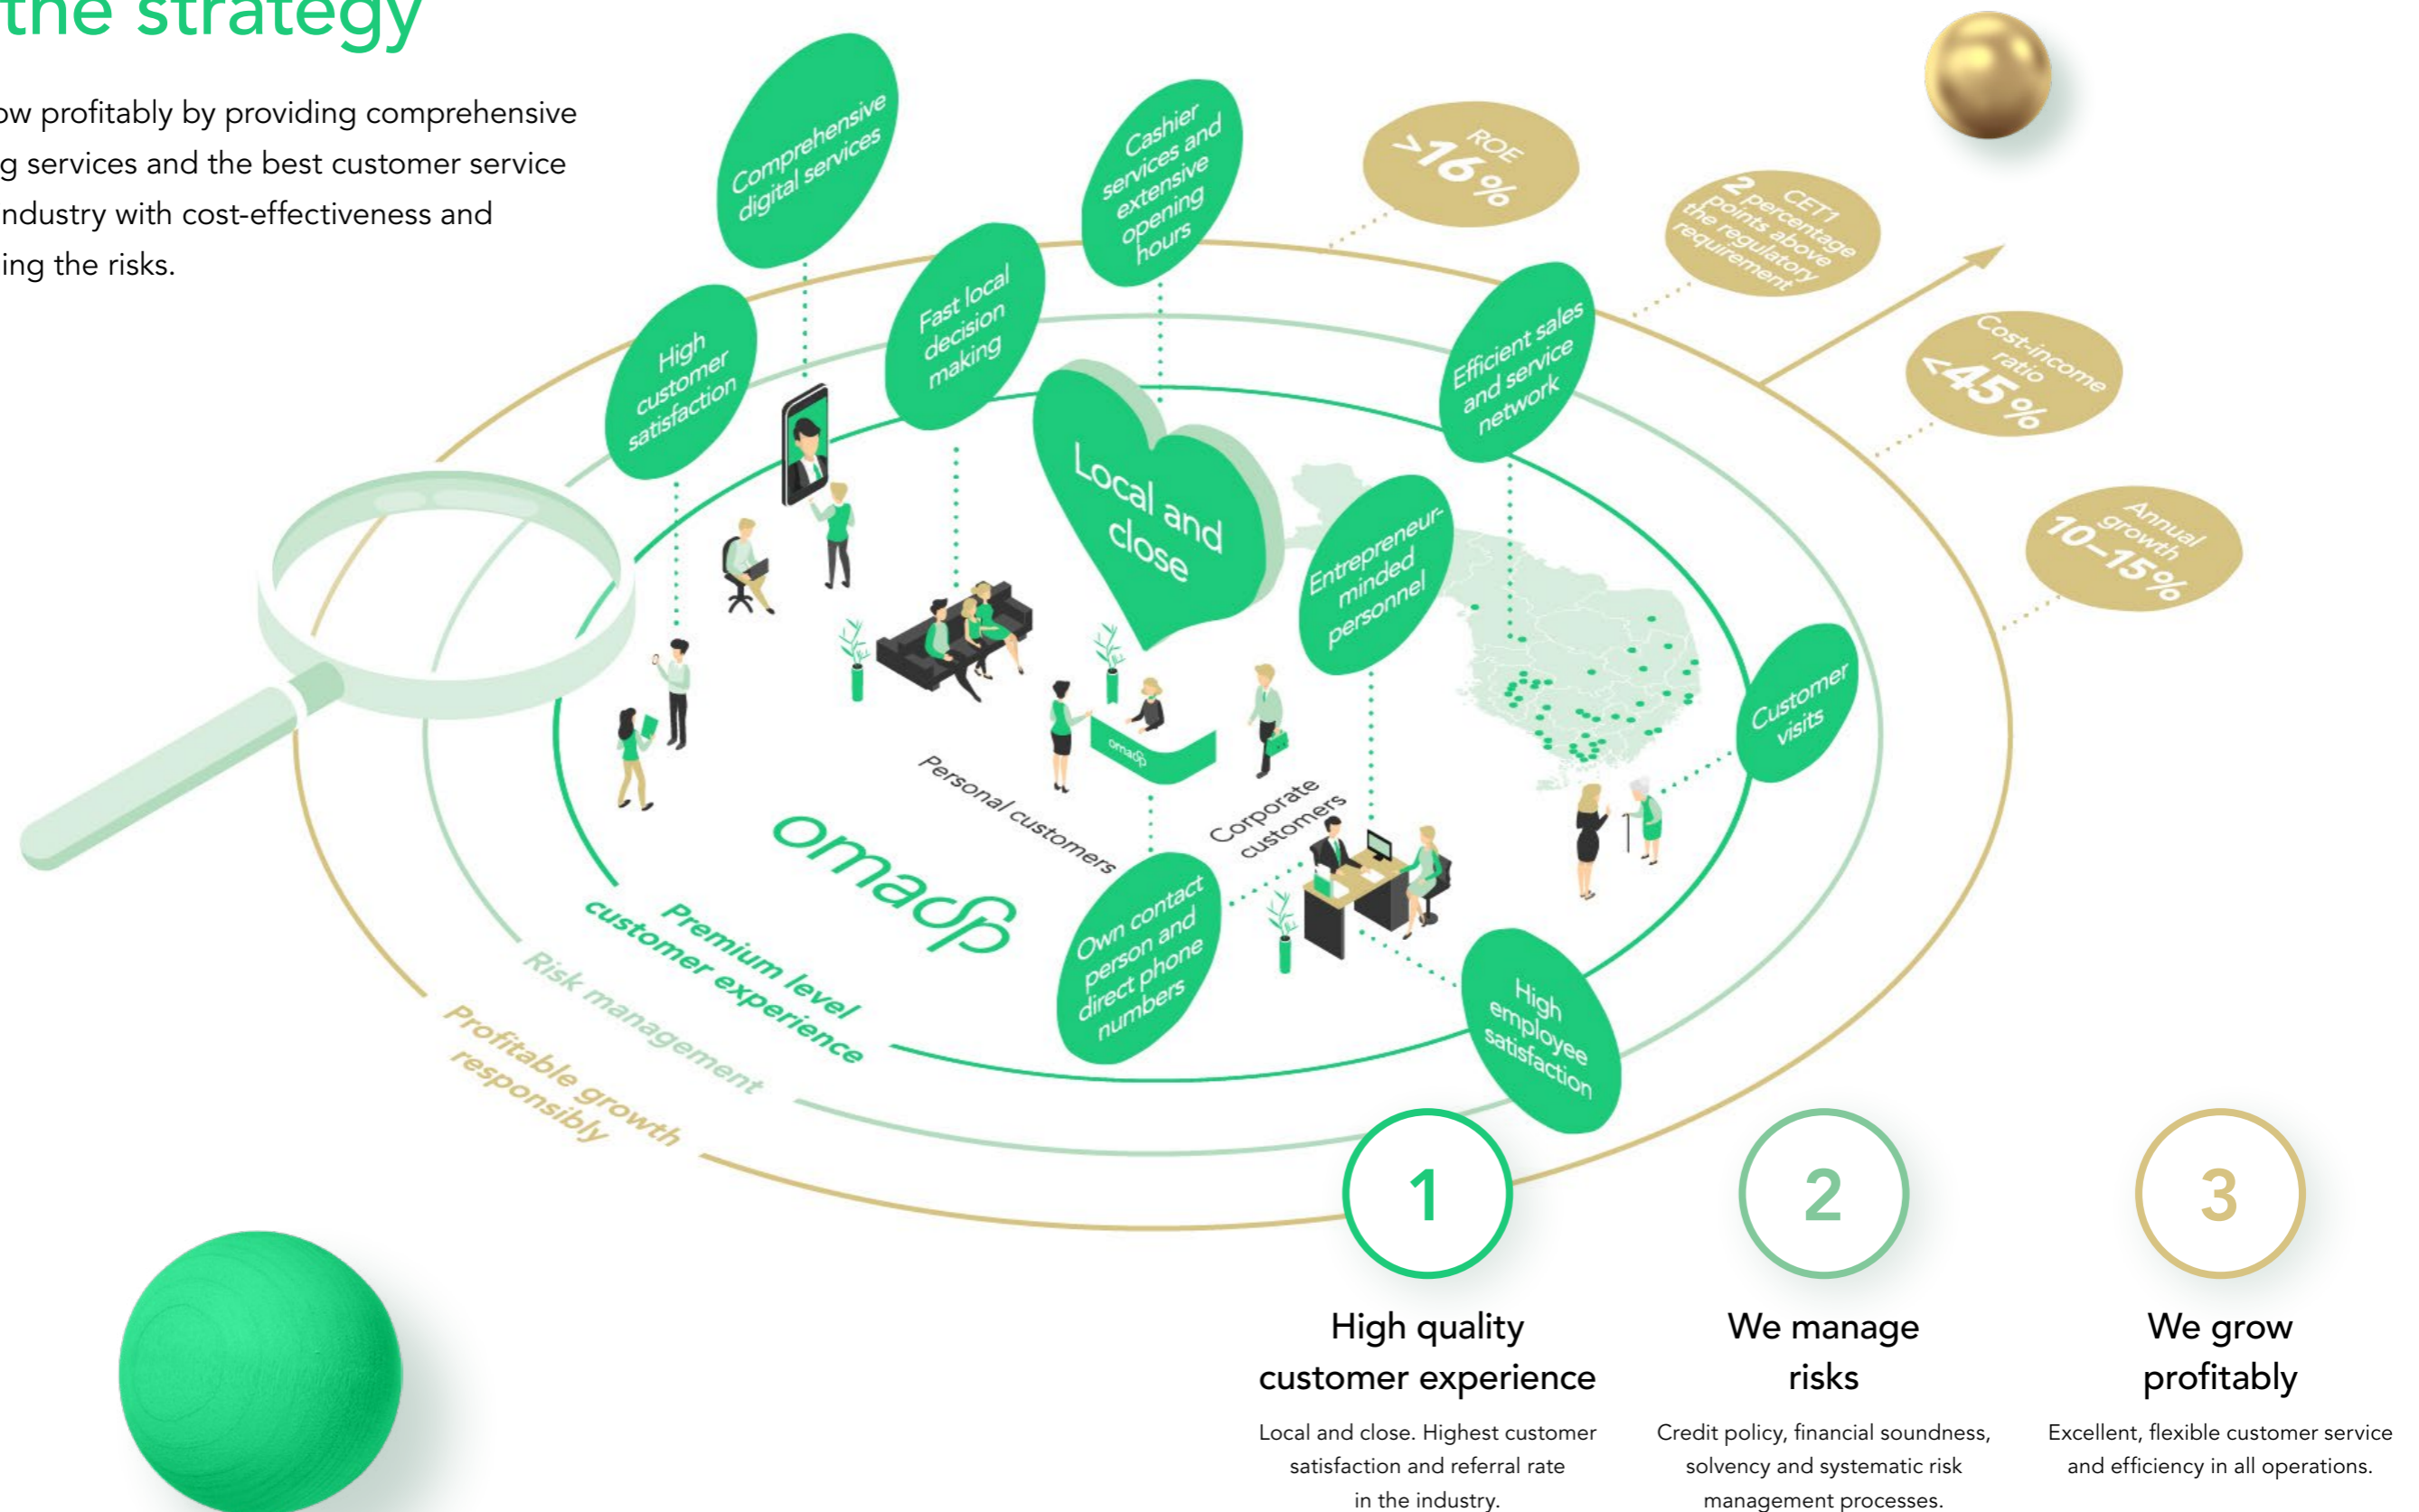 the strategy
ow profitably by providing comprehensive
g services and the best customer service
industry with cost-effectiveness and
ing the risks.
Comprehensive
digital services
Cashier
services and
extensive
opening
hours
ROE
>16%
CET1
2 percentage
points above
the regulatory
requirement
Cost-income
ratio
<45%
Annual
growth
10–15%
High
customer
satisfaction
Fast local
decision
making
Efficient sales
and service
network
Local and
close
Entrepreneur-
minded
personnel
Customer
visits
omasp
Personal customers
Corporate
customers
omasp
Own contact
person and
direct phone
numbers
High
employee
satisfaction
Premium level
customer experience
Risk management
Profitable growth
responsibly
1
High quality
customer experience
Local and close. Highest customer
satisfaction and referral rate
in the industry.
2
We manage
risks
Credit policy, financial soundness,
solvency and systematic risk
management processes.
3
We grow
profitably
Excellent, flexible customer service
and efficiency in all operations.